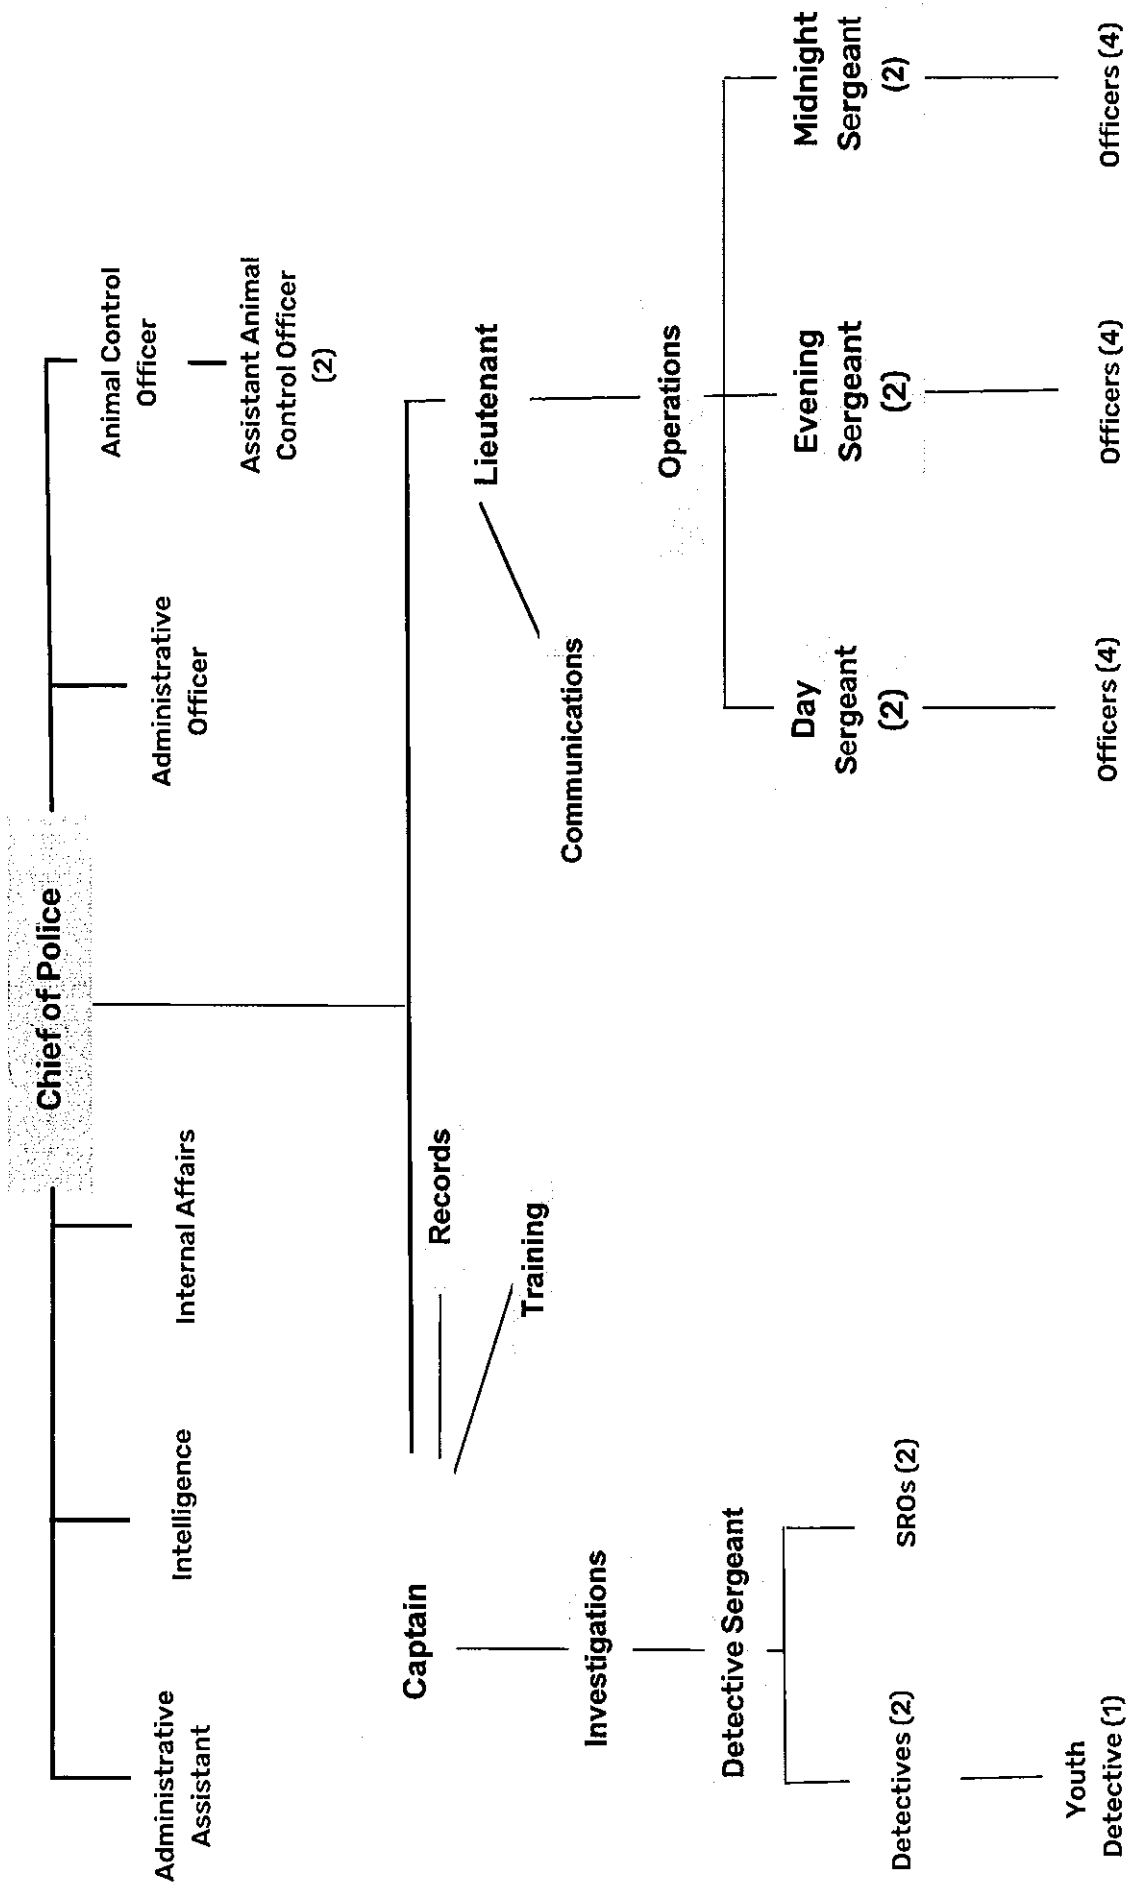 Chief of Police
Administrative
Assistant
Intelligence
Internal Affairs
Administrative
Officer
Animal Control
Officer
Assistant Animal
Control Officer
(2)
Captain
Records
Training
Lieutenant
Communications
Investigations
Operations
Detective Sergeant
Day
Sergeant
(2)
Evening
Sergeant
(2)
Midnight
Sergeant
(2)
Detectives (2)
SROs (2)
Youth
Detective (1)
Officers (4)
Officers (4)
Officers (4)